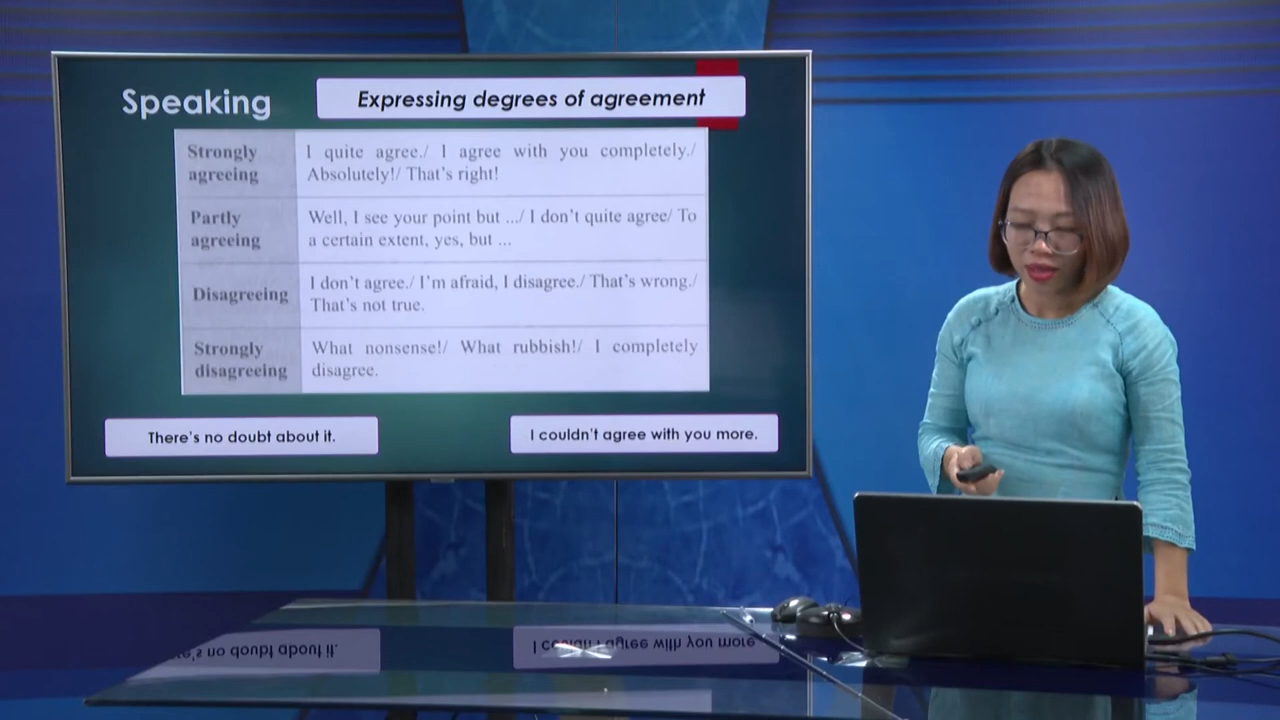 Speaking
Expressing degrees of agreement
Strongly
agreeing
I quite agree./ I agree with you completely./
Absolutely!/ That's right!
Partly
agreeing
Well, I see your point but .../ I don't quite agree/ To
a certain extent, yes, but ...
Disagreeing
I don't agree./ I'm afraid, I disagree./ That's wrong./
That's not true.
Strongly
disagreeing
What nonsense!/ What rubbish!/ I completely
disagree.
There's no doubt about it.
I couldn't agree with you more.